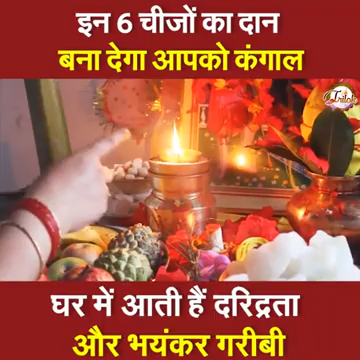 इन 6 चीजों का दान
बना देगा आपको कंगाल
घर में आती हैं दरिद्रता
और भयंकर गरीबी